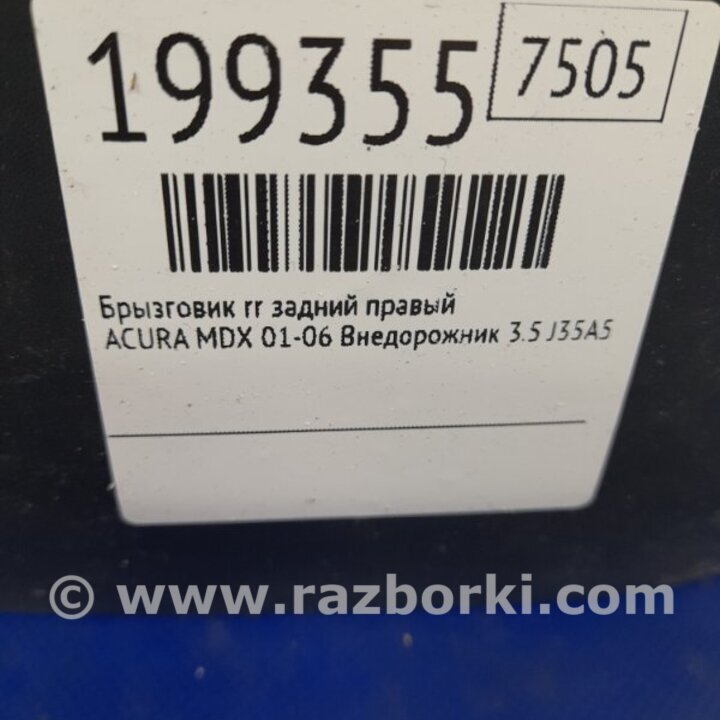 199355
7505
Брызговик rr задний правый
ACURA MDX 01-06 Внедорожник 3.5 J35A5
© www.razborki.com